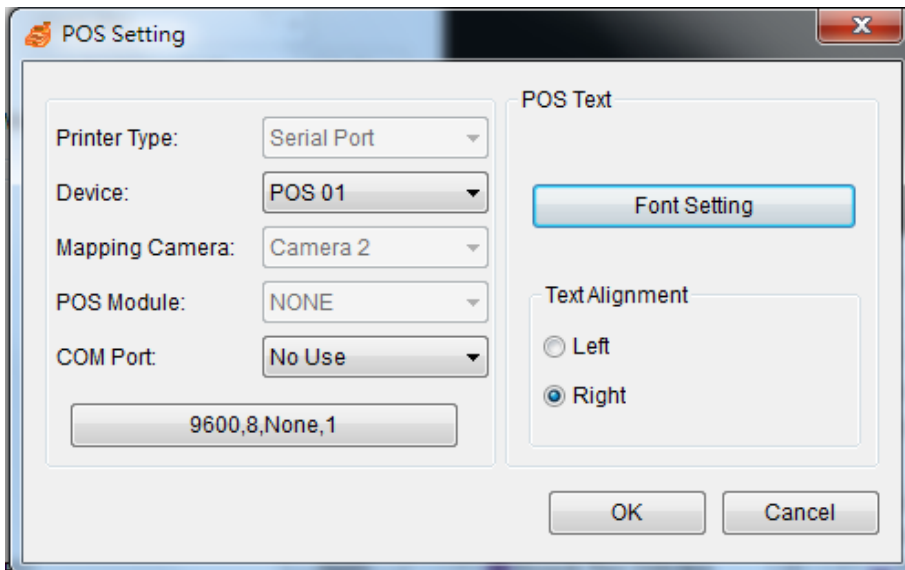 POS Setting
Printer Type: Serial Port
Device: POS 01
Mapping Camera: Camera 2
POS Module: NONE
COM Port: No Use
9600,8,None,1
POS Text
Font Setting
Text Alignment
Left
Right
OK Cancel